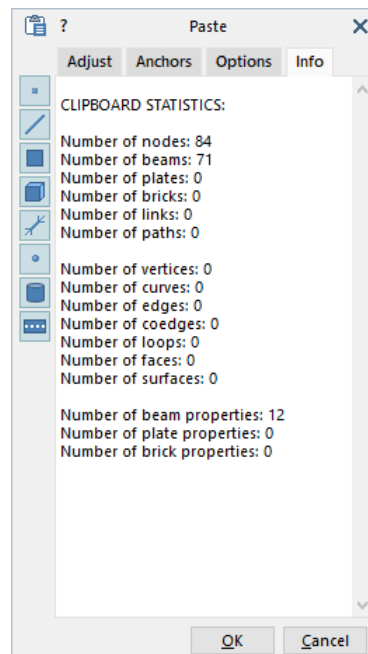 ? Paste
Adjust Anchors Options Info
CLIPBOARD STATISTICS:
Number of nodes: 84
Number of beams: 71
Number of plates: 0
Number of bricks: 0
Number of links: 0
Number of paths: 0
Number of vertices: 0
Number of curves: 0
Number of edges: 0
Number of coedges: 0
Number of loops: 0
Number of faces: 0
Number of surfaces: 0
Number of beam properties: 12
Number of plate properties: 0
Number of brick properties: 0
OK Cancel